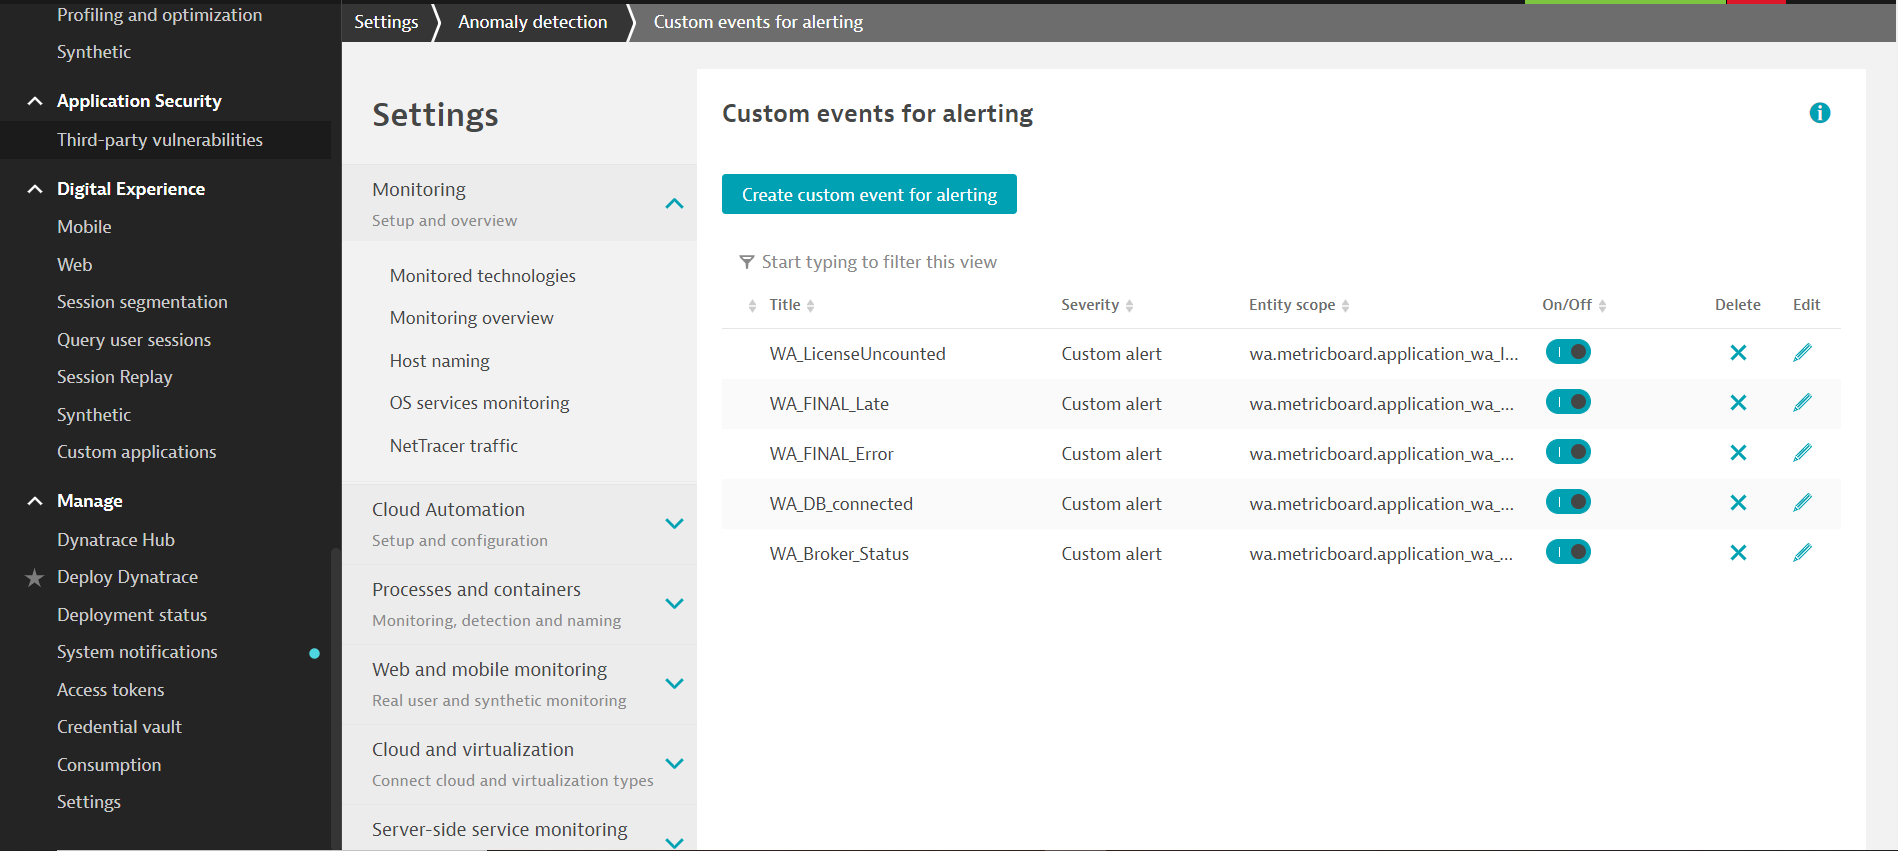 Profiling and optimization
Synthetic
Application Security
Third-party vulnerabilities
Digital Experience
Mobile
Web
Session segmentation
Query user sessions
Session Replay
Synthetic
Custom applications
Manage
Dynatrace Hub
Deploy Dynatrace
Deployment status
System notifications
Access tokens
Credential vault
Consumption
Settings
Settings Anomaly detection Custom events for alerting
Settings
Monitoring
Setup and overview
Monitored technologies
Monitoring overview
Host naming
OS services monitoring
NetTracer traffic
Cloud Automation
Setup and configuration
Processes and containers
Monitoring, detection and naming
Web and mobile monitoring
Real user and synthetic monitoring
Cloud and virtualization
Connect cloud and virtualization types
Server-side service monitoring
Custom events for alerting
Create custom event for alerting
Start typing to filter this view
Title Severity Entity scope On/Off Delete Edit
WA_LicenseUncounted Custom alert wa.metricboard.application_wa_l...
WA_FINAL_Late Custom alert wa.metricboard.application_wa_...
WA_FINAL_Error Custom alert wa.metricboard.application_wa_...
WA_DB_connected Custom alert wa.metricboard.application_wa_...
WA_Broker_Status Custom alert wa.metricboard.application_wa_...